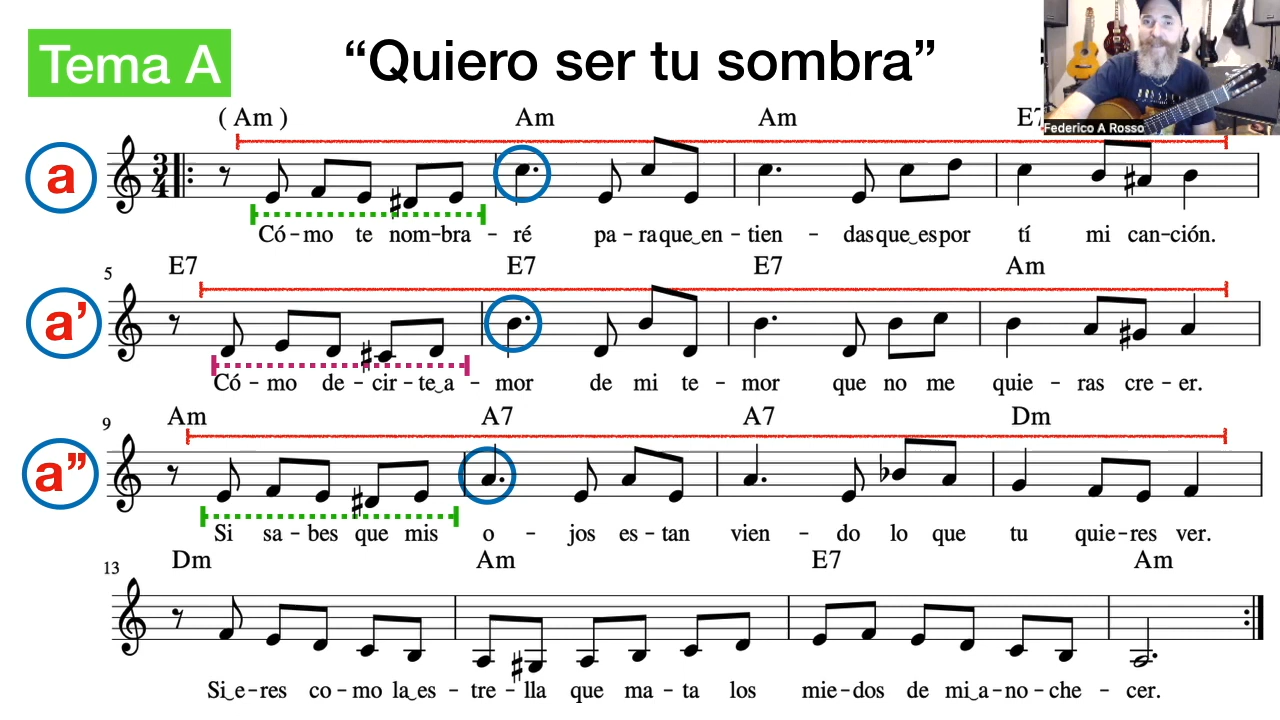 Tema A
“Quiero ser tu sombra”
Federico A Rosso
( Am ) Am Am E7
a
3
4
Có-mo te nom-bra-ré pa-ra que‿en-tien-das que‿es por tí mi can-ción.
5
E7 E7 E7 Am
a’
Có-mo de-cir-te‿a-mor de mi te-mor que no me quie-ras cre-er.
9
Am A7 A7 Dm
a”
Si sa-bes que mis o-jos es-tan vien-do lo que tu quie-res ver.
13
Dm Am E7 Am
Si‿e-res co-mo la‿es-tre-lla que ma-ta los mie-dos de mi‿a-no-che-cer.